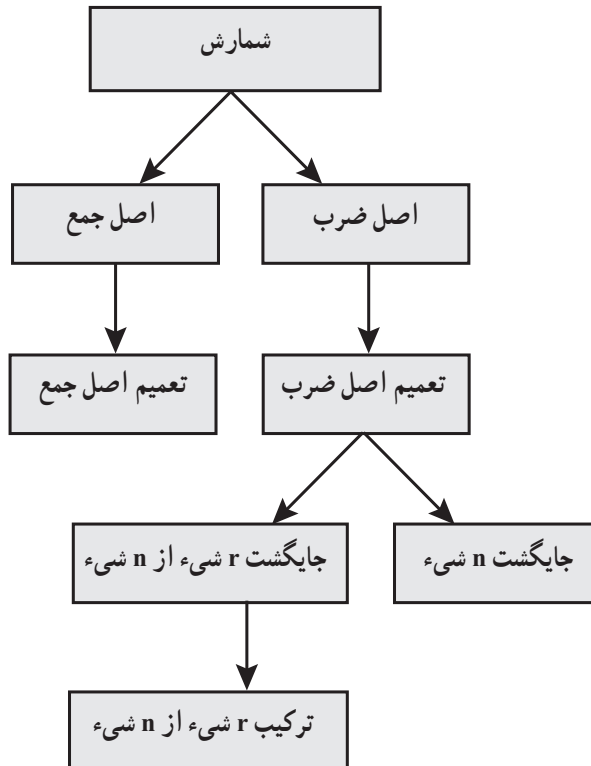 شمارش
اصل ضرب
اصل جمع
تعمیم اصل ضرب
تعمیم اصل جمع
جایگشت n شیء
جایگشت r شیء از n شیء
ترکیب r شیء از n شیء